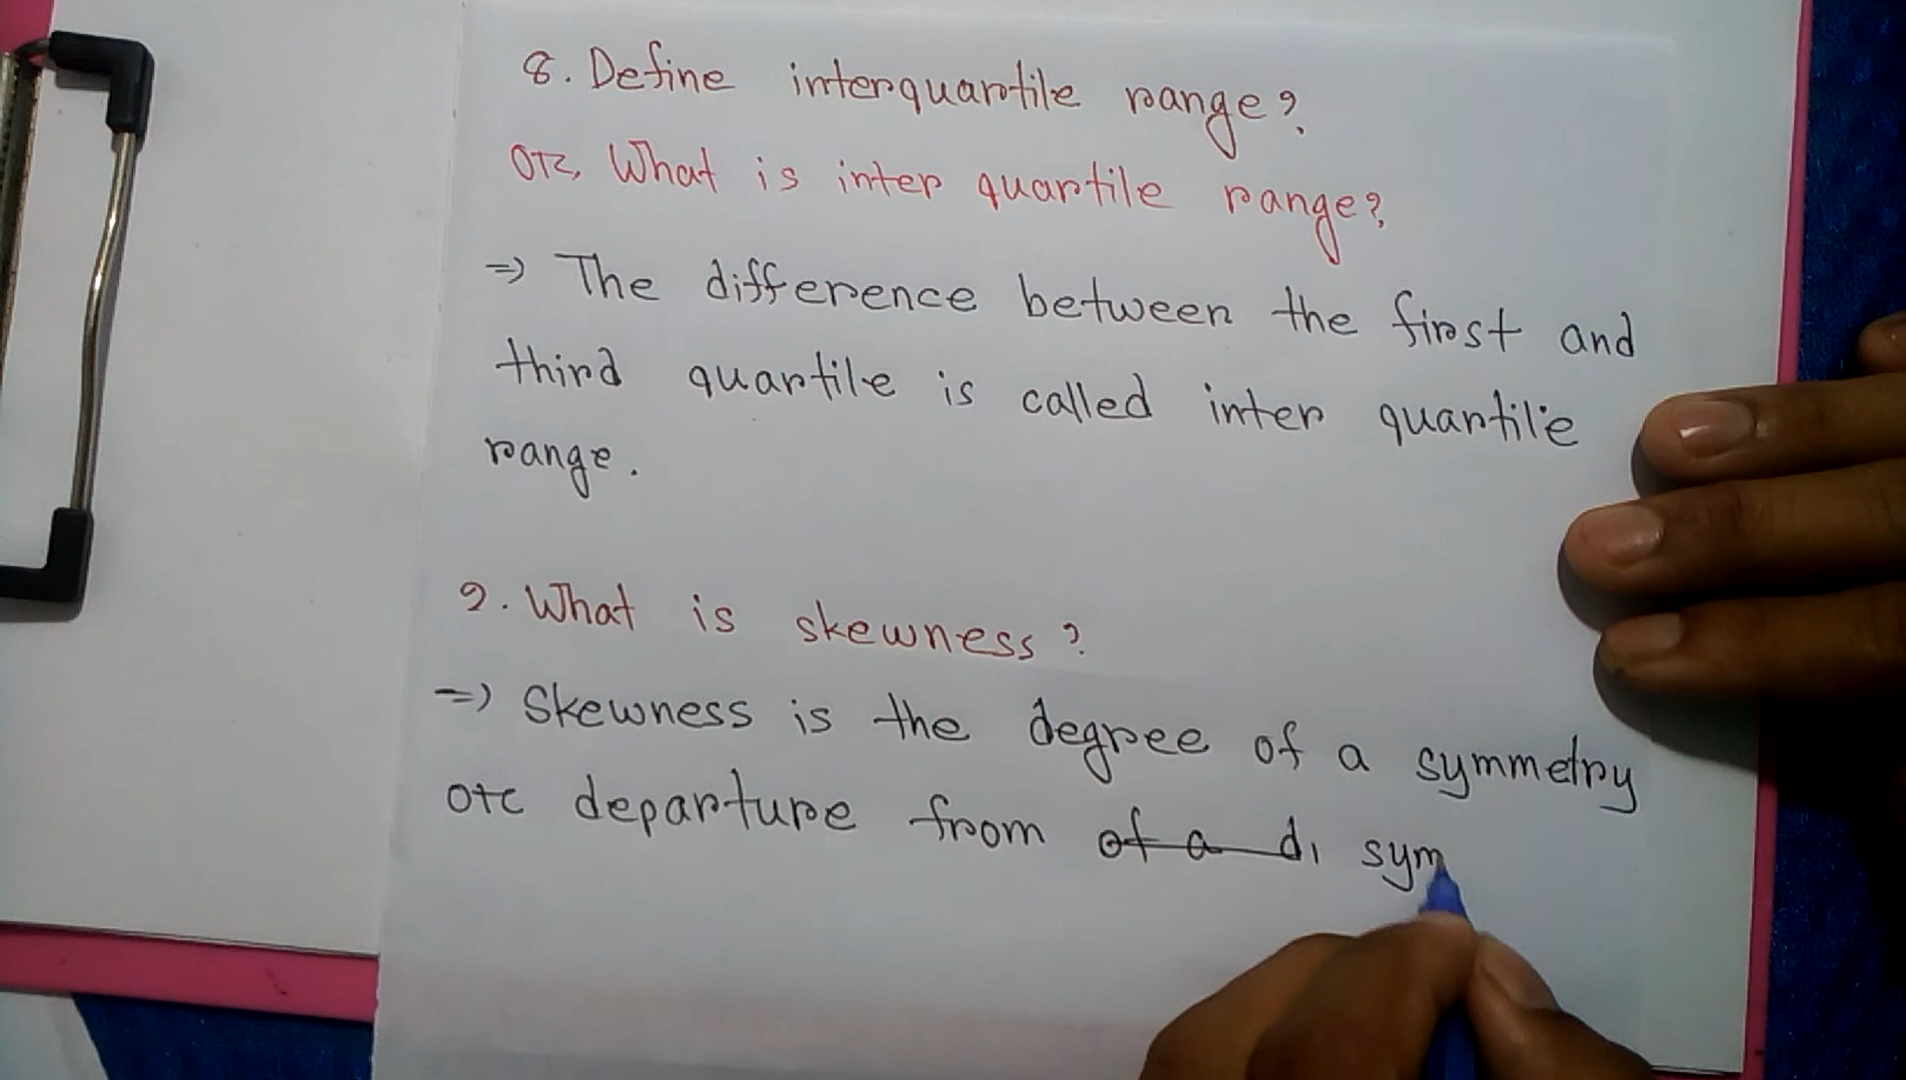 8. Define interquartile range?
Or, What is inter quartile range?
=> The difference between the first and
third quartile is called inter quartile
range.
9. What is skewness?
=> Skewness is the degree of a symmetry
or departure from of a di sym